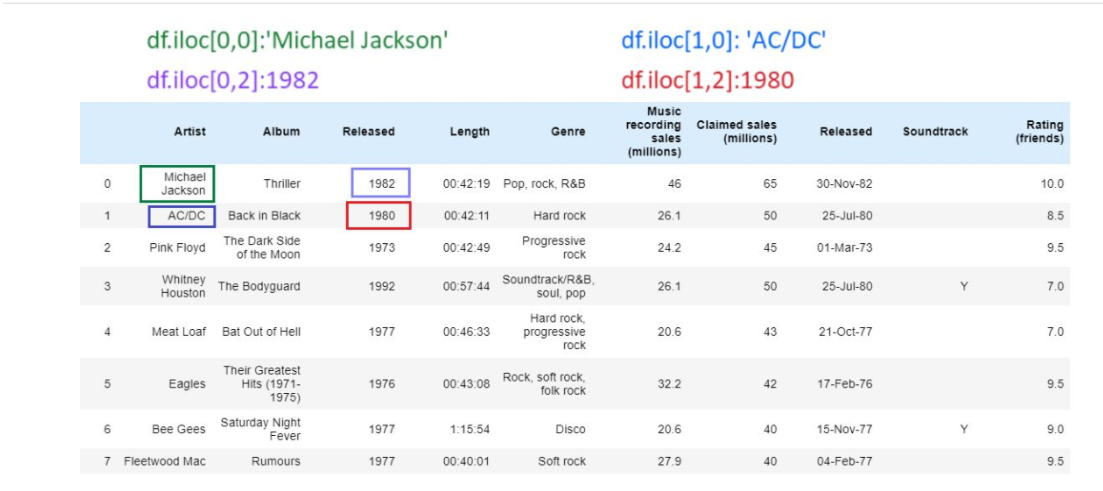 df.iloc[0,0]:'Michael Jackson' df.iloc[1,0]: 'AC/DC'
df.iloc[0,2]:1982 df.iloc[1,2]:1980
Artist Album Released Length Genre Music recording sales (millions) Claimed sales (millions) Released Soundtrack Rating (friends)
0 Michael Jackson Thriller 1982 00:42:19 Pop, rock, R&B 46 65 30-Nov-82 10.0
1 AC/DC Back in Black 1980 00:42:11 Hard rock 26.1 50 25-Jul-80 8.5
2 Pink Floyd The Dark Side of the Moon 1973 00:42:49 Progressive rock 24.2 45 01-Mar-73 9.5
3 Whitney Houston The Bodyguard 1992 00:57:44 Soundtrack/R&B, soul, pop 26.1 50 25-Jul-80 Y 7.0
4 Meat Loaf Bat Out of Hell 1977 00:46:33 Hard rock, progressive rock 20.6 43 21-Oct-77 7.0
5 Eagles Their Greatest Hits (1971-1975) 1976 00:43:08 Rock, soft rock, folk rock 32.2 42 17-Feb-76 9.5
6 Bee Gees Saturday Night Fever 1977 1:15:54 Disco 20.6 40 15-Nov-77 Y 9.0
7 Fleetwood Mac Rumours 1977 00:40:01 Soft rock 27.9 40 04-Feb-77 9.5